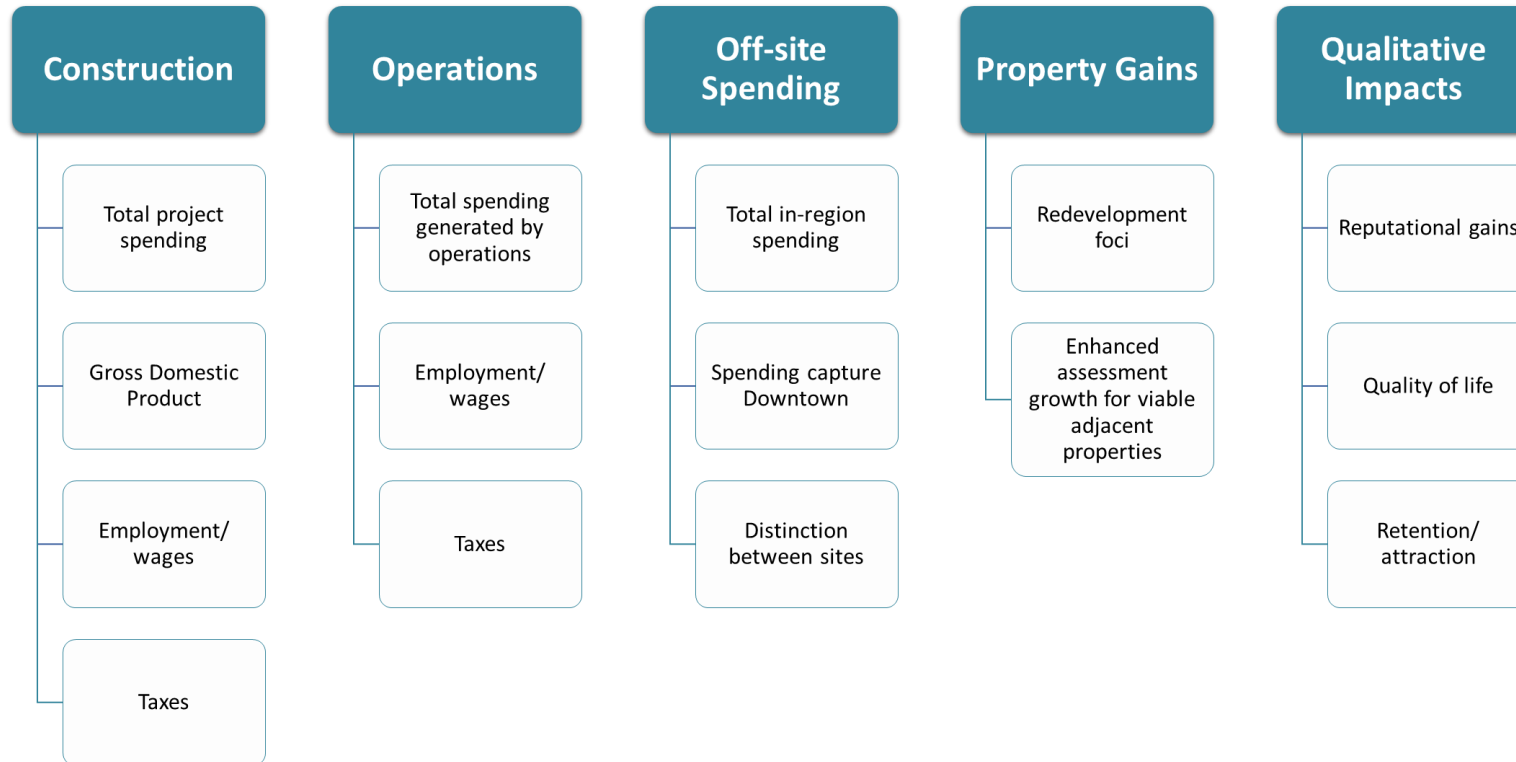 Construction
Total project
spending
Gross Domestic
Product
Employment/
wages
Taxes
Operations
Total spending
generated by
operations
Employment/
wages
Taxes
Off-site
Spending
Total in-region
spending
Spending capture
Downtown
Distinction
between sites
Property Gains
Redevelopment
foci
Enhanced
assessment
growth for viable
adjacent
properties
Qualitative
Impacts
Reputational gains
Quality of life
Retention/
attraction